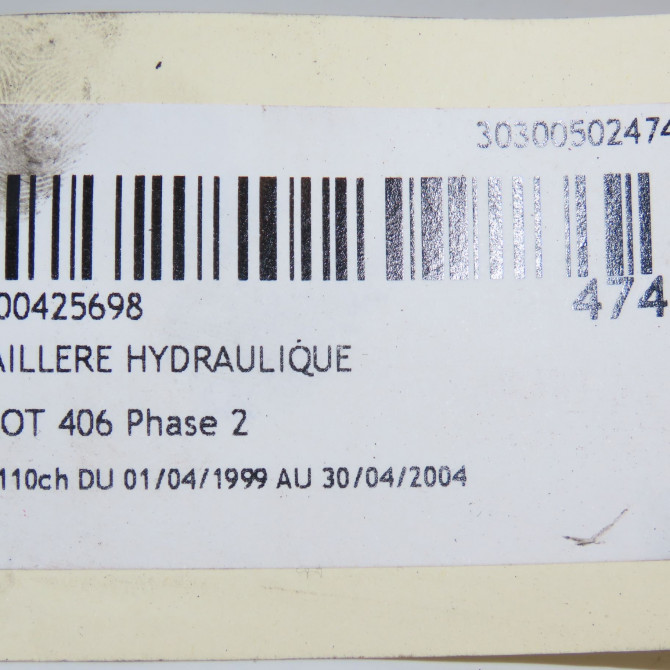 30300502474
00425698
474
AILLERE HYDRAULIQUE
OT 406 Phase 2
110ch DU 01/04/1999 AU 30/04/2004